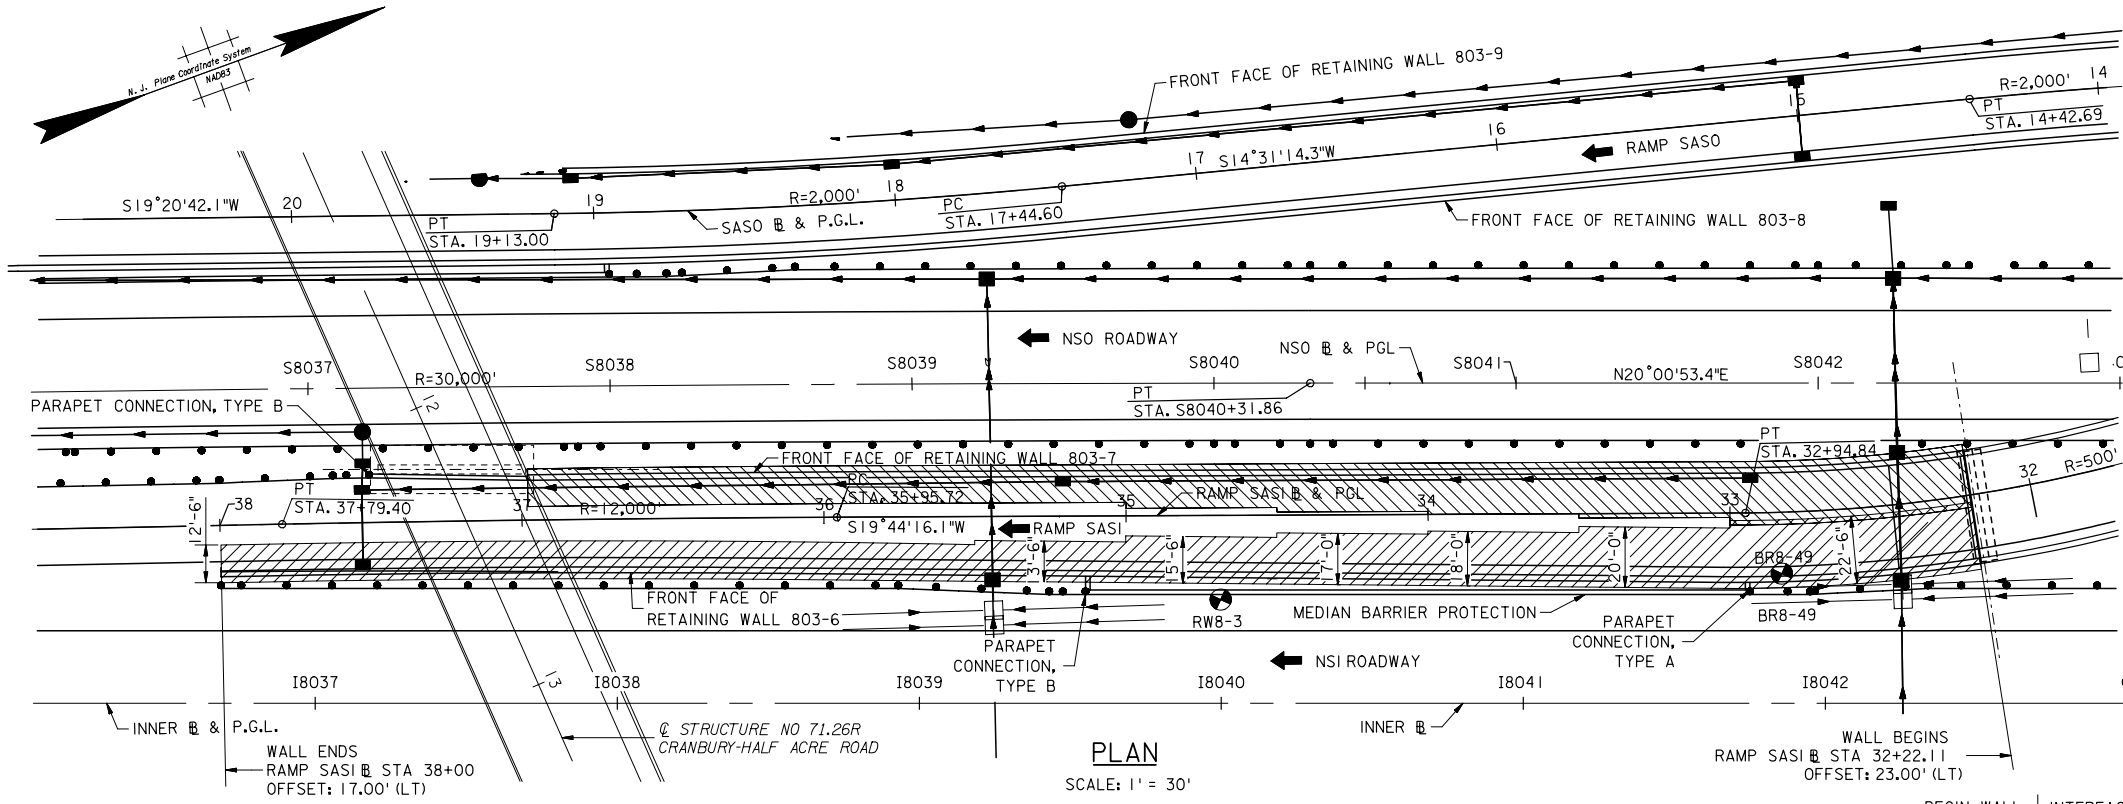 N.J. Plane Coordinate System
NAD83
FRONT FACE OF RETAINING WALL 803-9
R=2,000'
14
PT
STA. 14+42.69
15
16
17
S14°31'14.3"W
RAMP SASO
S19°20'42.1"W
20
19
18
R=2,000'
PT
STA. 19+13.00
SASO ℄ & P.G.L.
PC
STA. 17+44.60
FRONT FACE OF RETAINING WALL 803-8
NSO ROADWAY
NSO ℄ & PGL
S8037
S8038
S8039
S8040
S8041
S8042
R=30,000'
N20°00'53.4"E
PT
STA. S8040+31.86
PARAPET CONNECTION, TYPE B
12
PT
STA. 32+94.84
FRONT FACE OF RETAINING WALL 803-7
32
R=500'
38
PT
STA. 37+79.40
37
R=12,000'
36
PC
STA. 35+95.72
35
RAMP SASI ℄ & PGL
34
33
S19°44'16.1"W
RAMP SASI
12'-6"
13'-6"
15'-6"
17'-0"
18'-0"
20'-0"
22'-6"
BR8-49
FRONT FACE OF
RETAINING WALL 803-6
RW8-3
MEDIAN BARRIER PROTECTION
BR8-49
PARAPET
CONNECTION,
TYPE A
PARAPET
CONNECTION,
TYPE B
NSI ROADWAY
13
I8037
I8038
I8039
I8040
I8041
I8042
INNER ℄ & P.G.L.
℄ STRUCTURE NO 71.26R
CRANBURY-HALF ACRE ROAD
INNER ℄
WALL ENDS
RAMP SASI ℄ STA 38+00
OFFSET: 17.00' (LT)
PLAN
SCALE: 1' = 30'
WALL BEGINS
RAMP SASI ℄ STA 32+22.11
OFFSET: 23.00' (LT)